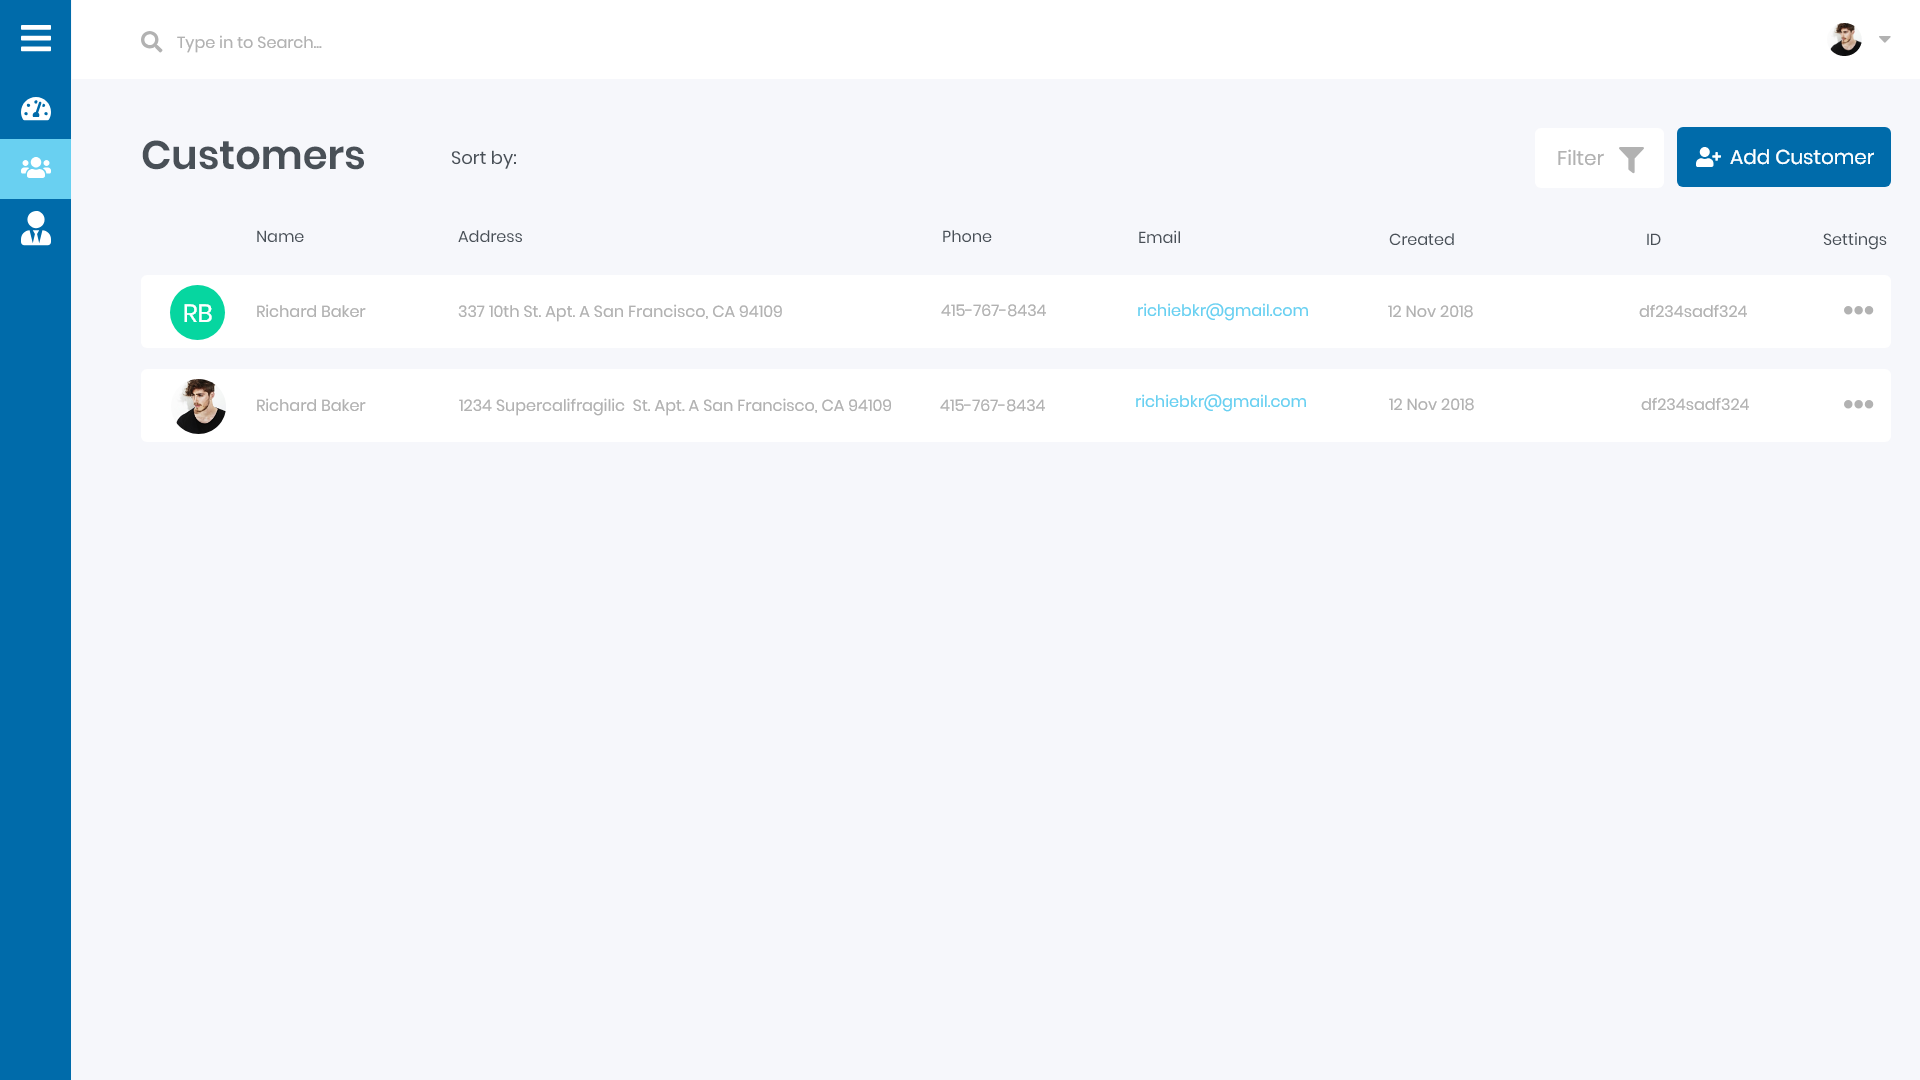 Type in to Search...
Customers
Sort by:
Filter
Add Customer
Name Address Phone Email Created ID Settings
RB Richard Baker 337 10th St. Apt. A San Francisco, CA 94109 415-767-8434 richiebkr@gmail.com 12 Nov 2018 df234sadf324
Richard Baker 1234 Supercalifragilic  St. Apt. A San Francisco, CA 94109 415-767-8434 richiebkr@gmail.com 12 Nov 2018 df234sadf324